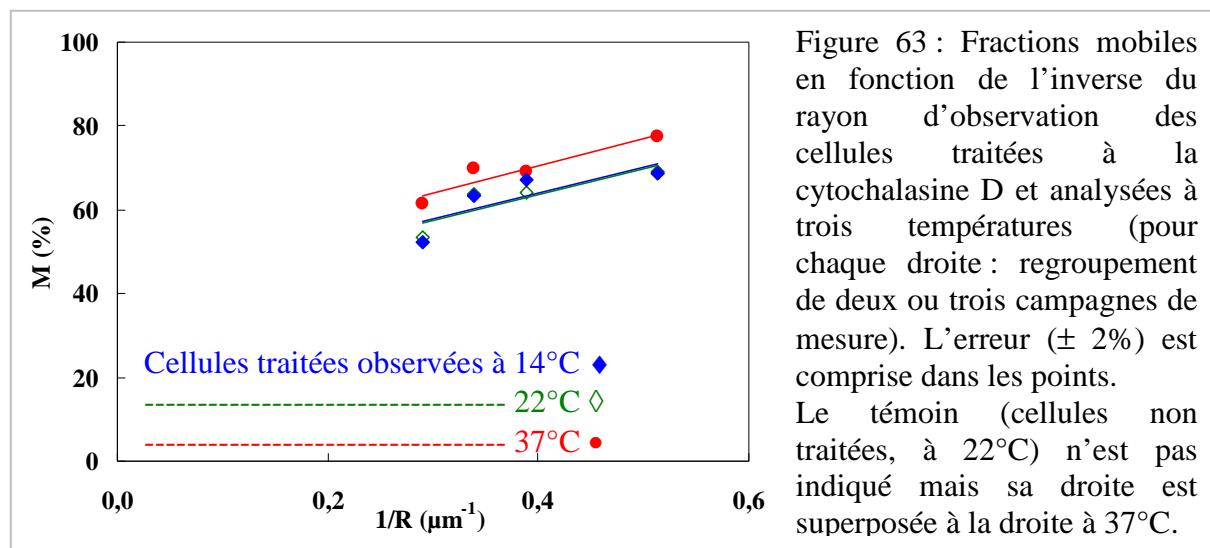 100
80
60
40
20
0
M (%)
Cellules traitées observées à 14°C
22°C
37°C
0,0
0,2
0,4
0,6
1/R (µm-1)
Figure 63 : Fractions mobiles
en fonction de l’inverse du
rayon d’observation des
cellules traitées à la
cytochalasine D et analysées à
trois températures (pour
chaque droite : regroupement
de deux ou trois campagnes de
mesure). L’erreur (± 2%) est
comprise dans les points.
Le témoin (cellules non
traitées, à 22°C) n’est pas
indiqué mais sa droite est
superposée à la droite à 37°C.